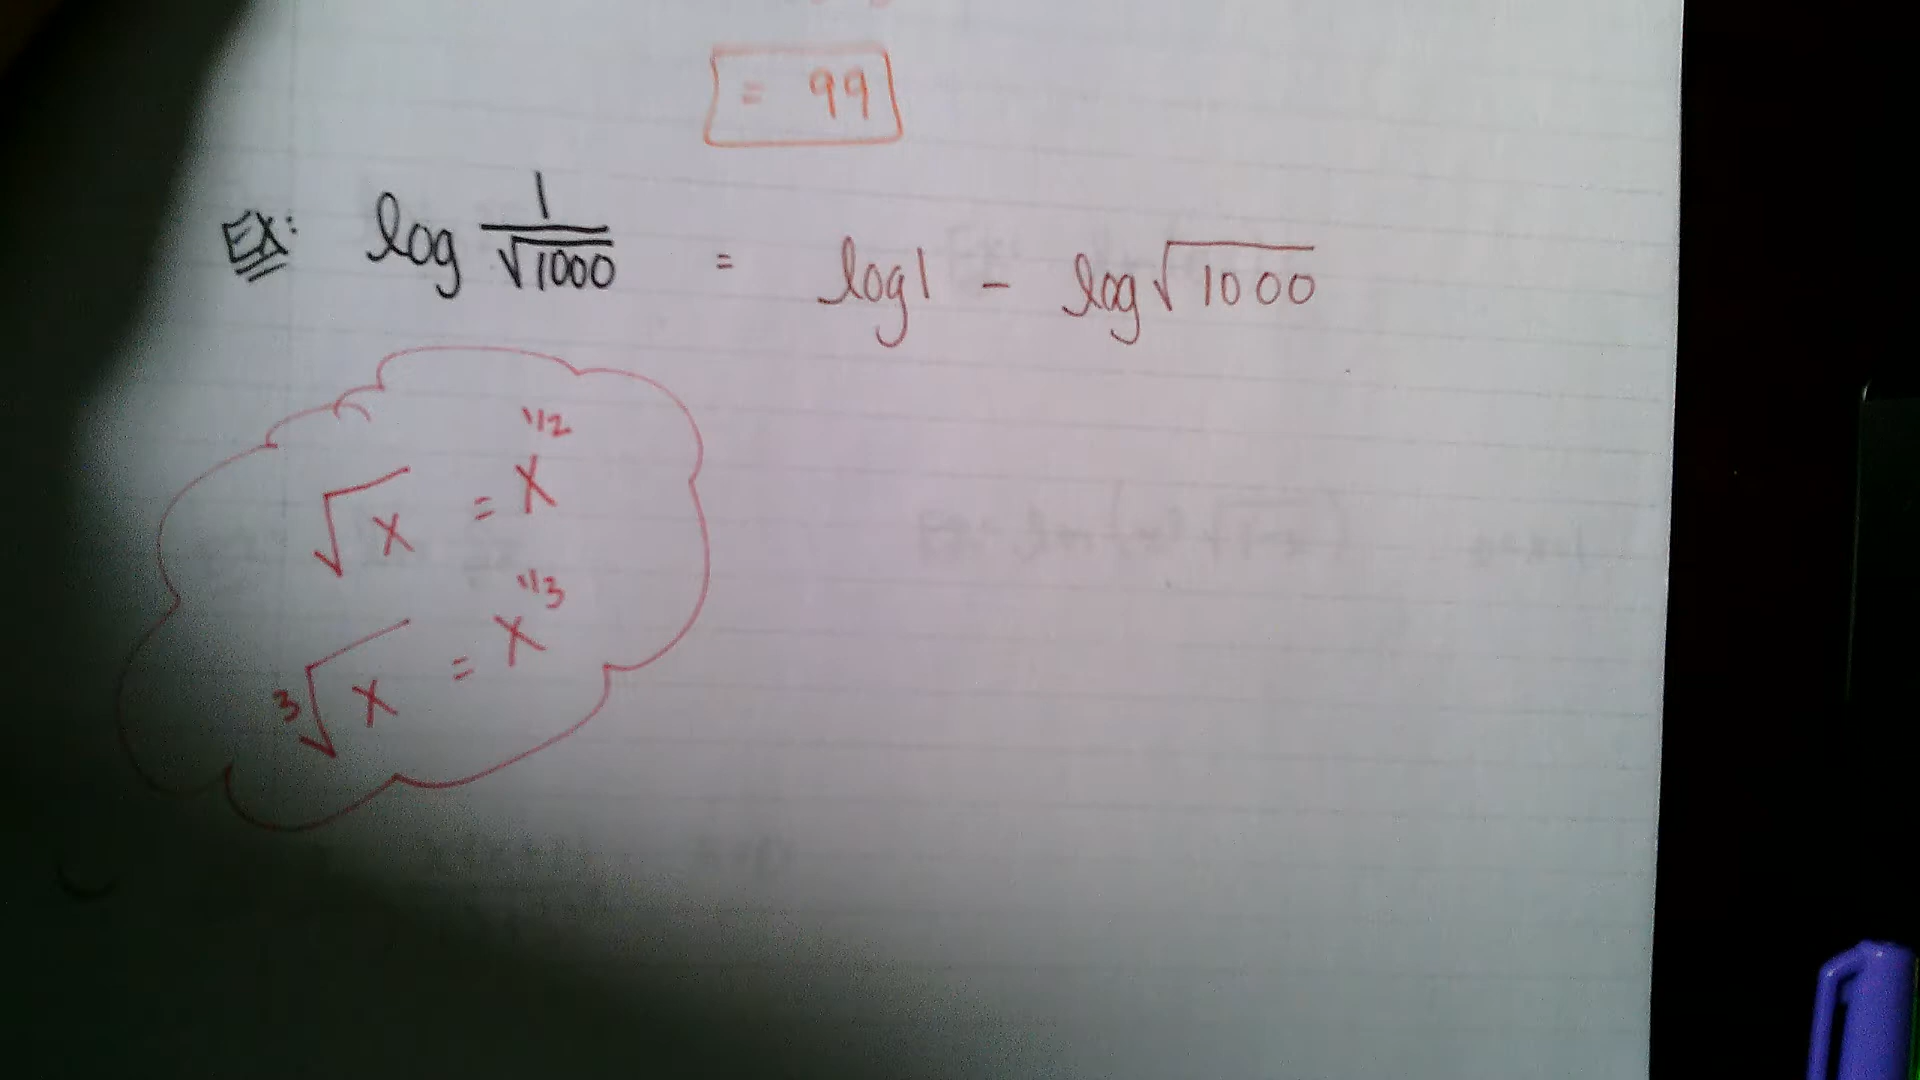 = 99
EX: log 1/√1000 = log1 - log√1000
√x = x^1/2
³√x = x^1/3